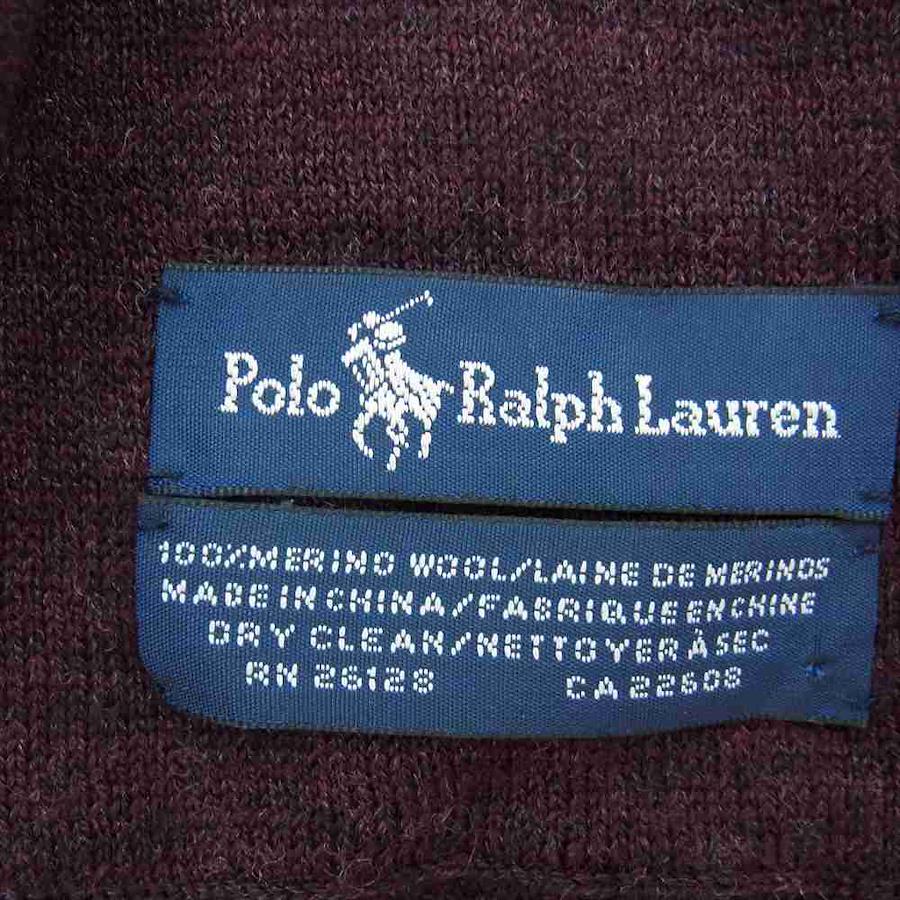 Polo Ralph Lauren
100%MERINO WOOL/LAINE DE MERINOS
MADE IN CHINA/FABRIQUE EN CHINE
DRY CLEAN/NETTOYER À SEC
RN 26128 CA 22508